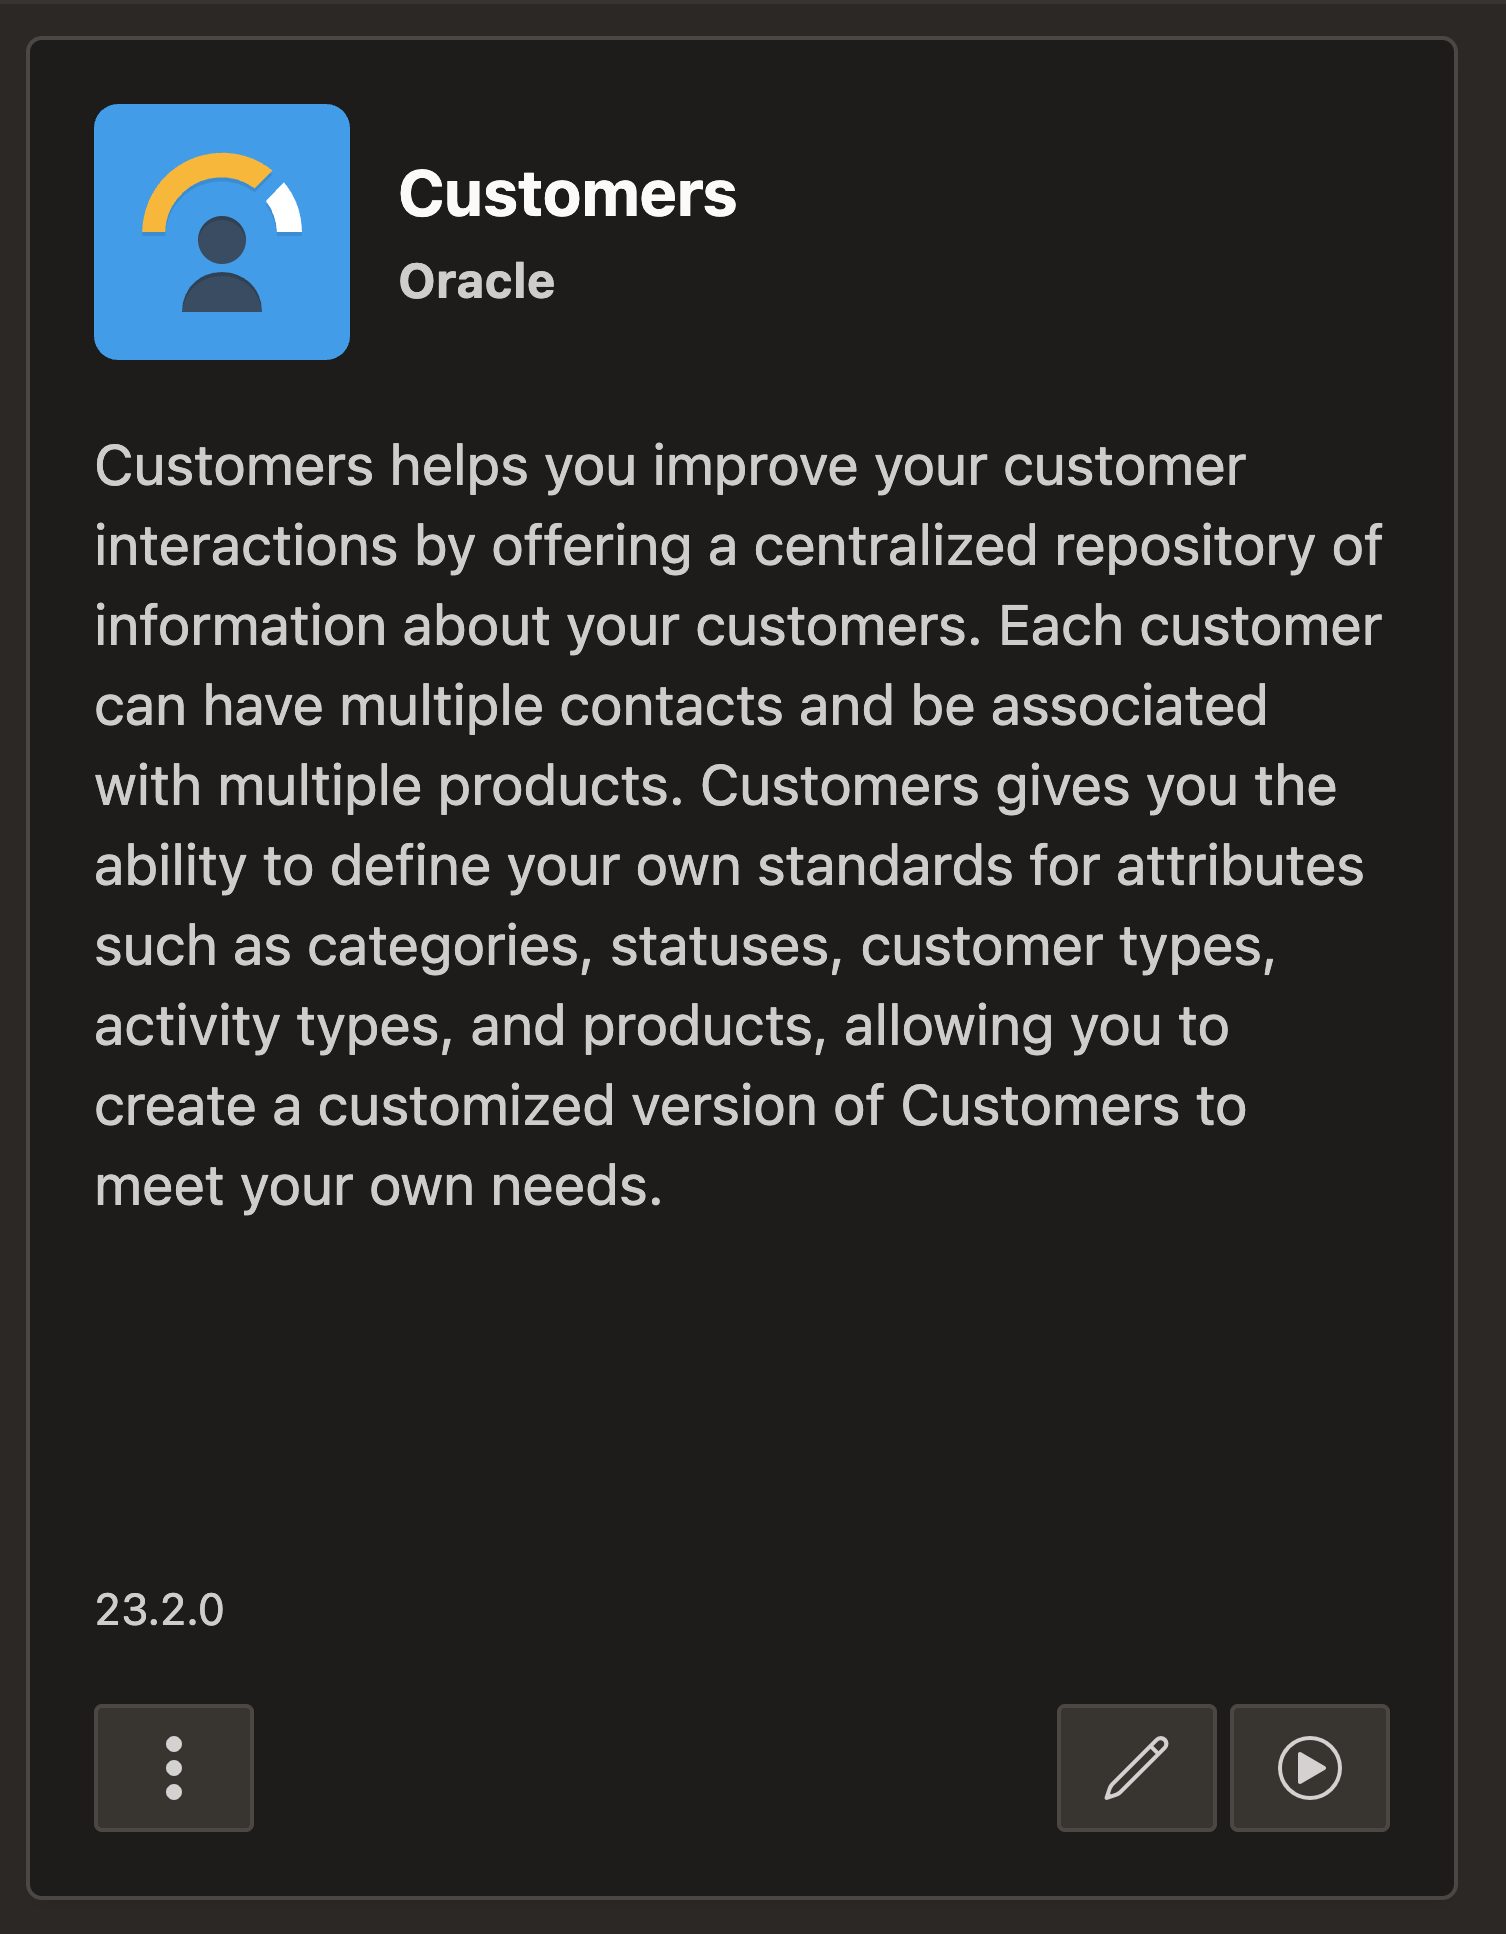 Customers
Oracle
Customers helps you improve your customer
interactions by offering a centralized repository of
information about your customers. Each customer
can have multiple contacts and be associated
with multiple products. Customers gives you the
ability to define your own standards for attributes
such as categories, statuses, customer types,
activity types, and products, allowing you to
create a customized version of Customers to
meet your own needs.
23.2.0